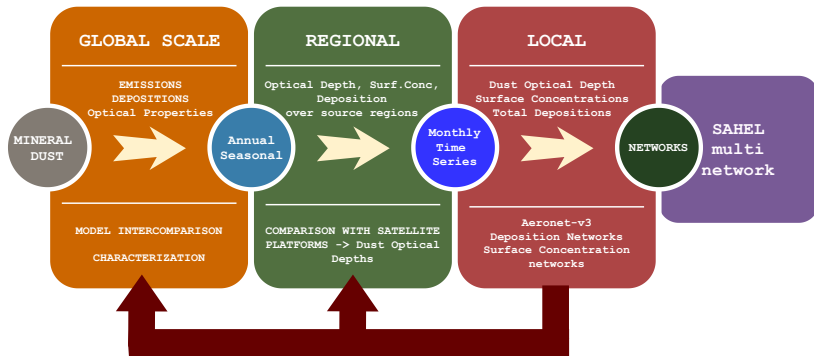 GLOBAL SCALE
EMISSIONS
DEPOSITIONS
Optical Properties
MINERAL
DUST
MODEL INTERCOMPARISON
CHARACTERIZATION
REGIONAL
Optical Depth, Surf.Conc,
Deposition
over source regions
Annual
Seasonal
COMPARISON WITH SATELLITE
PLATFORMS -> Dust Optical
Depths
LOCAL
Dust Optical Depth
Surface Concentrations
Total Depositions
Monthly
Time
Series
Aeronet-v3
Deposition Networks
Surface Concentration
networks
NETWORKS
SAHEL
multi
network